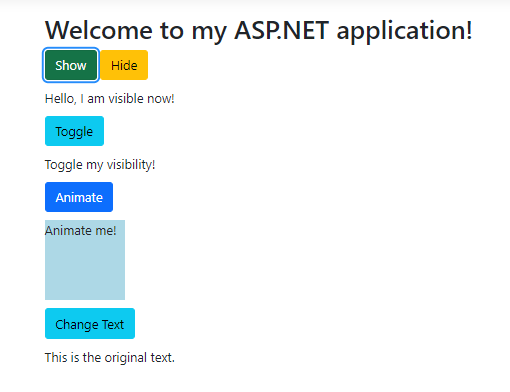 Welcome to my ASP.NET application!
Show Hide
Hello, I am visible now!
Toggle
Toggle my visibility!
Animate
Animate me!
Change Text
This is the original text.